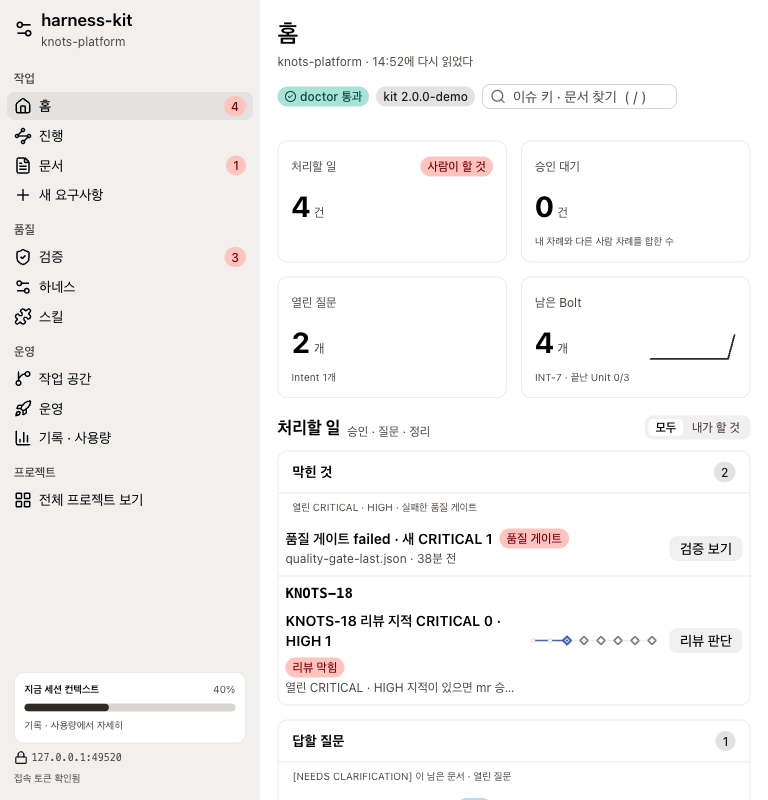 harness-kit
knots-platform
작업
홈 4
진행
문서 1
새 요구사항
품질
검증 3
하네스
스킬
운영
작업 공간
운영
기록 · 사용량
프로젝트
전체 프로젝트 보기
지금 세션 컨텍스트 40%
기록 · 사용량에서 자세히
127.0.0.1:49520
접속 토큰 확인됨
홈
knots-platform · 14:52에 다시 읽었다
doctor 통과 kit 2.0.0-demo 이슈 키 · 문서 찾기 ( / )
처리할 일 사람이 할 것
4 건
승인 대기
0 건
내 차례와 다른 사람 차례를 합한 수
열린 질문
2 개
Intent 1개
남은 Bolt
4 개
INT-7 · 끝난 Unit 0/3
처리할 일 승인 · 질문 · 정리 모두 내가 할 것
막힌 것 2
열린 CRITICAL · HIGH · 실패한 품질 게이트
품질 게이트 failed · 새 CRITICAL 1 품질 게이트
quality-gate-last.json · 38분 전
검증 보기
KNOTS-18
KNOTS-18 리뷰 지적 CRITICAL 0 ·
HIGH 1
리뷰 막힘
열린 CRITICAL · HIGH 지적이 있으면 mr 승...
리뷰 판단
답할 질문 1
[NEEDS CLARIFICATION] 이 남은 문서 · 열린 질문